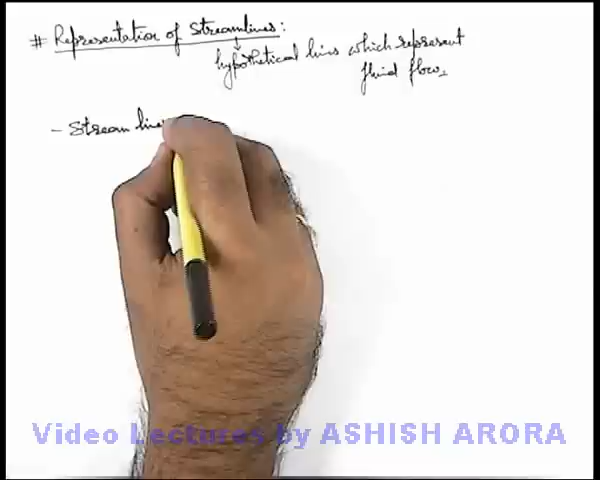 # Representation of Streamlines:
hypothetical lines which represent
fluid flow.
- Stream line
Video Lectures by ASHISH ARORA